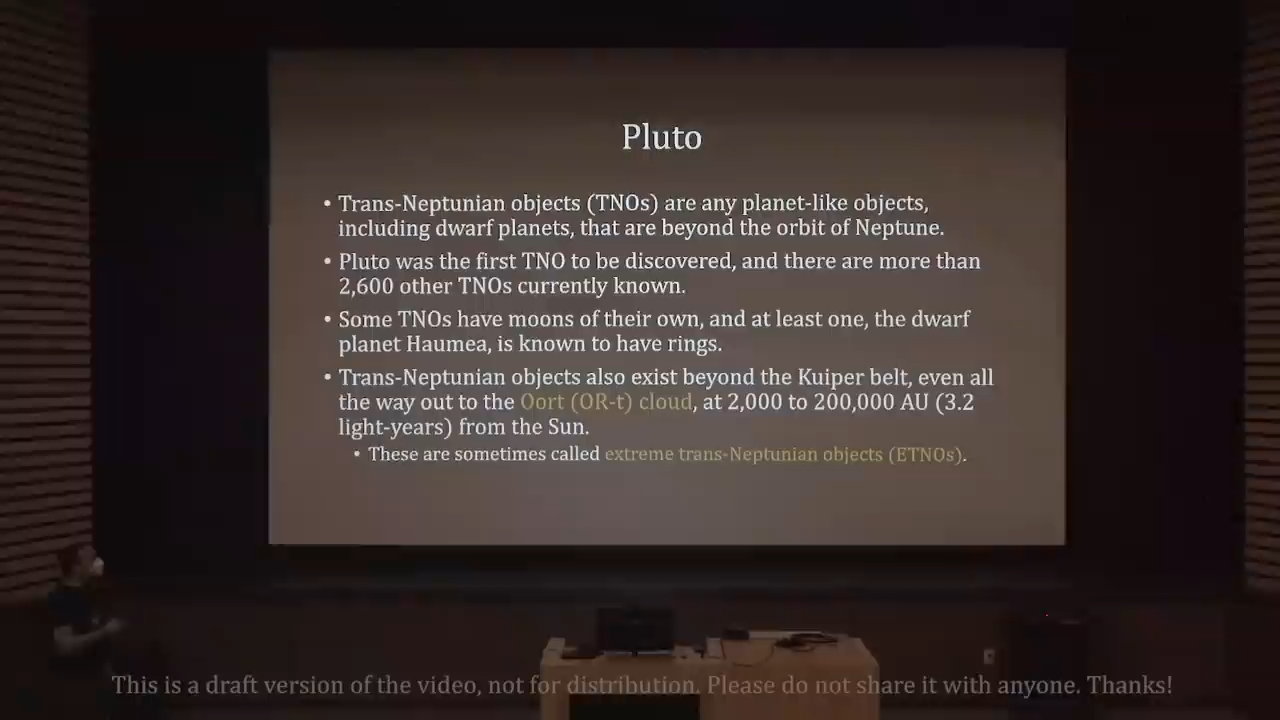 Pluto
• Trans-Neptunian objects (TNOs) are any planet-like objects,
including dwarf planets, that are beyond the orbit of Neptune.
• Pluto was the first TNO to be discovered, and there are more than
2,600 other TNOs currently known.
• Some TNOs have moons of their own, and at least one, the dwarf
planet Haumea, is known to have rings.
• Trans-Neptunian objects also exist beyond the Kuiper belt, even all
the way out to the Oort (OR-t) cloud, at 2,000 to 200,000 AU (3.2
light-years) from the Sun.
• These are sometimes called extreme trans-Neptunian objects (ETNOs).
This is a draft version of the video, not for distribution. Please do not share it with anyone. Thanks!